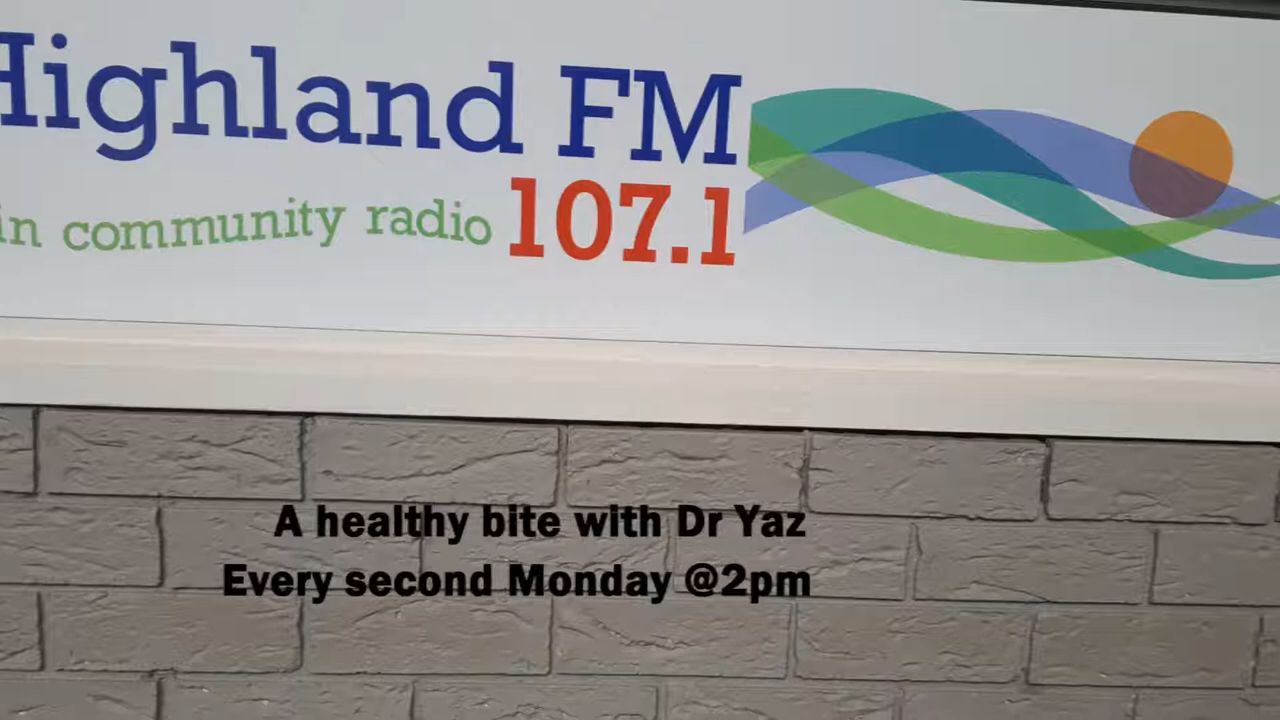 Highland FM
in community radio 107.1
A healthy bite with Dr Yaz
Every second Monday @2pm